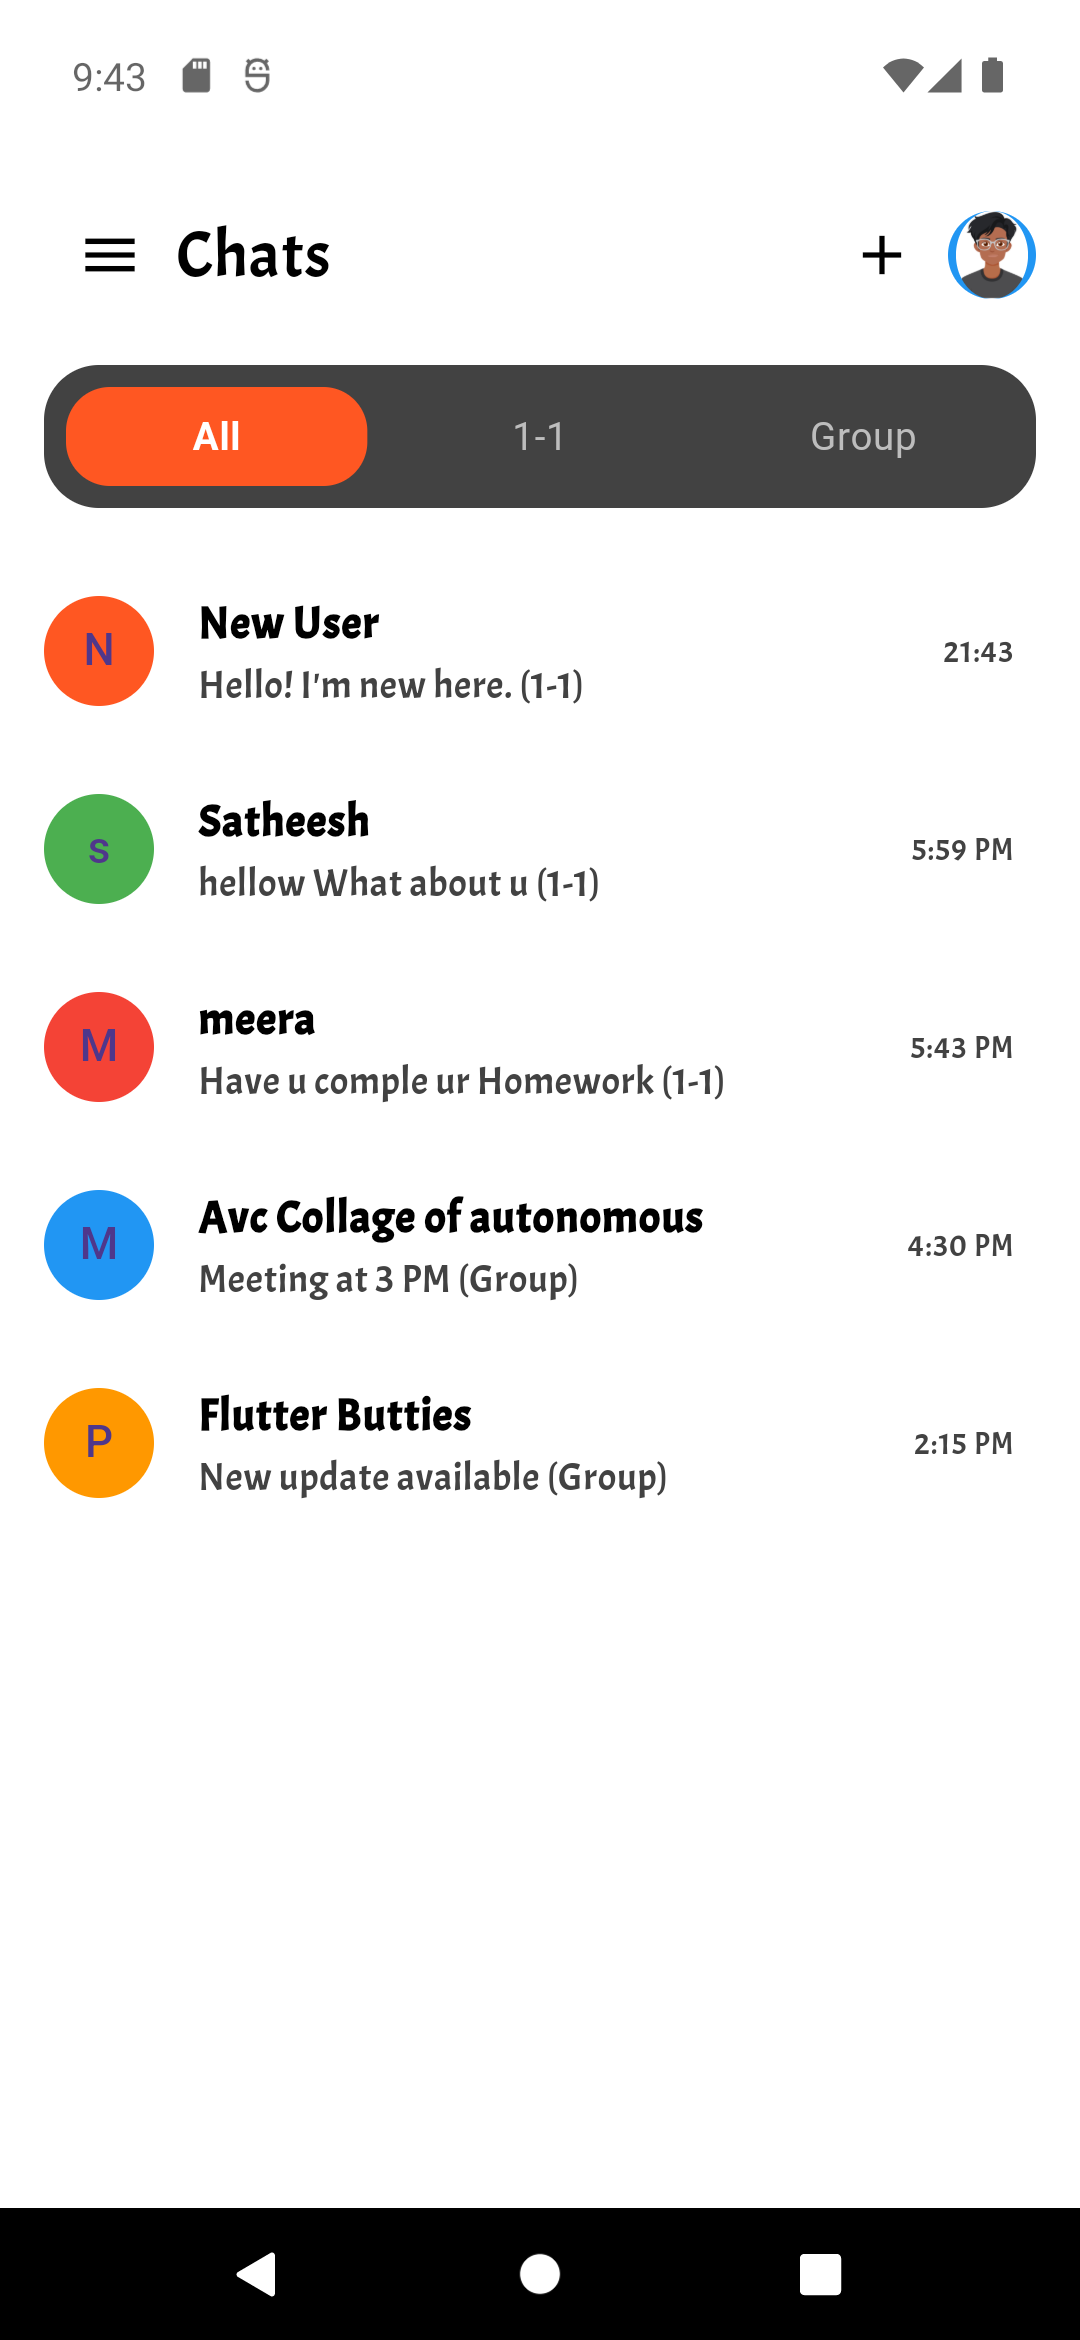 9:43
Chats
All 1-1 Group
N
New User
Hello! I'm new here. (1-1)
21:43
s
Satheesh
hellow What about u (1-1)
5:59 PM
M
meera
Have u comple ur Homework (1-1)
5:43 PM
M
Avc Collage of autonomous
Meeting at 3 PM (Group)
4:30 PM
P
Flutter Butties
New update available (Group)
2:15 PM